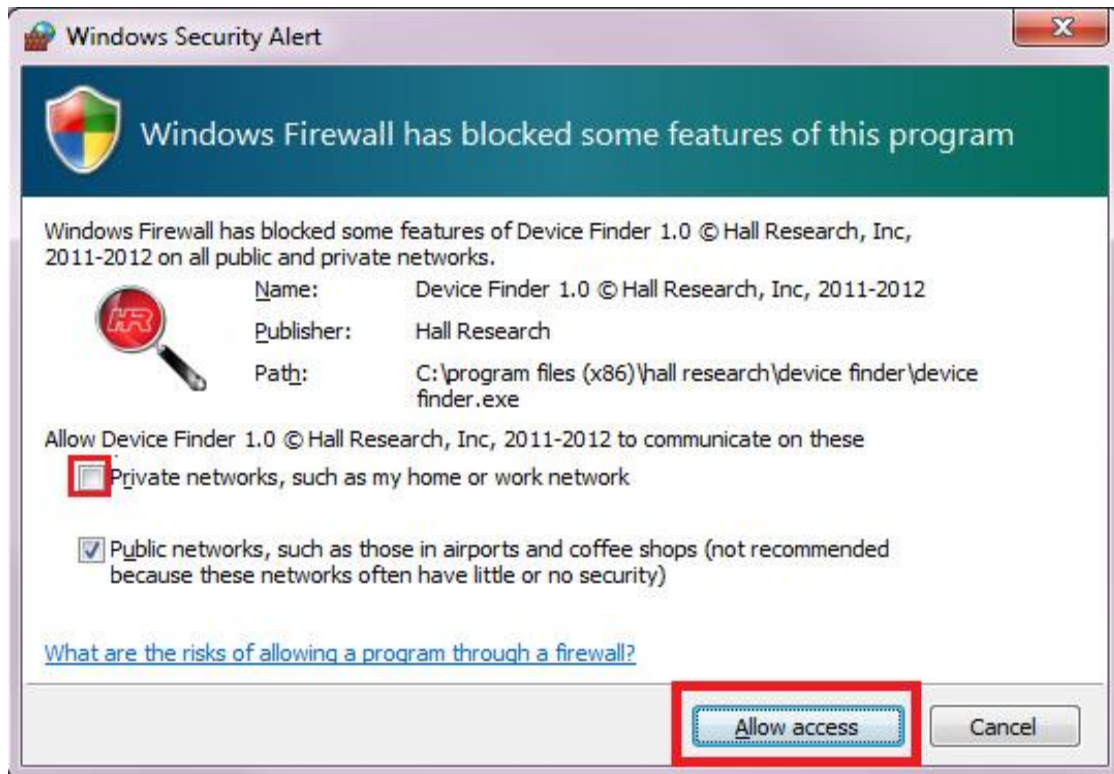 Windows Security Alert
Windows Firewall has blocked some features of this program
Windows Firewall has blocked some features of Device Finder 1.0 © Hall Research, Inc,
2011-2012 on all public and private networks.
HR
Name: Device Finder 1.0 © Hall Research, Inc, 2011-2012
Publisher: Hall Research
Path: C:\program files (x86)\hall research\device finder\device
finder.exe
Allow Device Finder 1.0 © Hall Research, Inc, 2011-2012 to communicate on these
Private networks, such as my home or work network
Public networks, such as those in airports and coffee shops (not recommended
because these networks often have little or no security)
What are the risks of allowing a program through a firewall?
Allow access Cancel